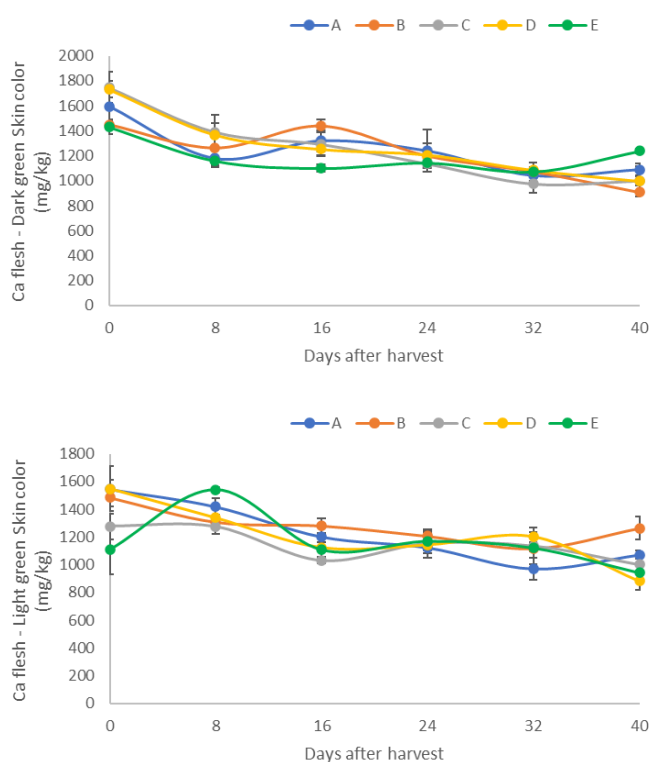 A B C D E
2000
1800
1600
1400
1200
1000
800
600
400
200
0
Ca flesh - Dark green Skin color
(mg/kg)
0 8 16 24 32 40
Days after harvest
A B C D E
1800
1600
1400
1200
1000
800
600
400
200
0
Ca flesh - Light green Skin color
(mg/kg)
0 8 16 24 32 40
Days after harvest